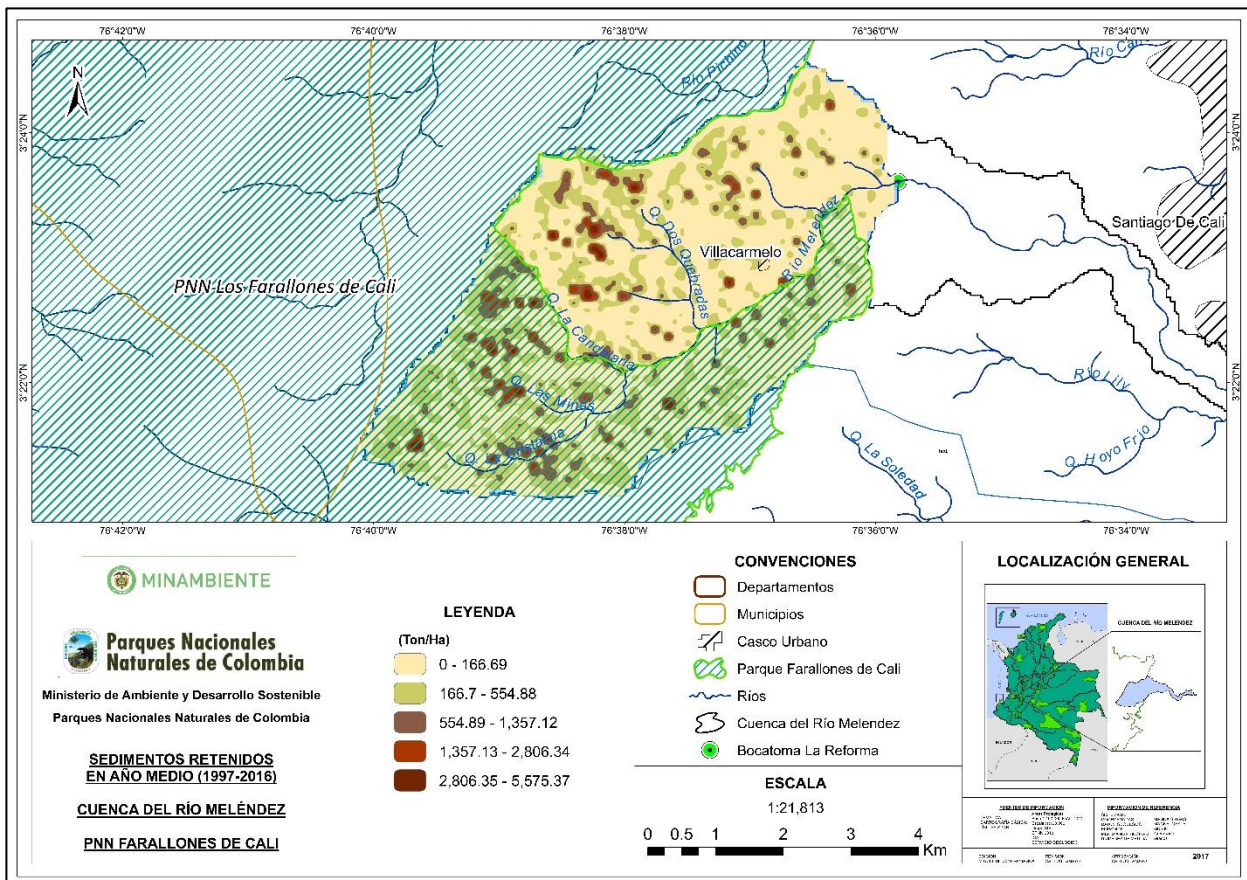 76°42'0"W
76°40'0"W
76°38'0"W
76°36'0"W
76°34'0"W
N
3°24'0"N
3°24'0"N
3°22'0"N
3°22'0"N
Río Pichindo
Río Cali
Santiago De Cali
Q. Dos Quebradas
Villacarmelo
Río Melendez
PNN Los Farallones de Cali
Q. La Candelaria
Q. Las Minas
Q. La Cristalina
Río Lily
Q. La Soledad
Q. Hoyo Frio
76°42'0"W
76°40'0"W
76°38'0"W
76°36'0"W
76°34'0"W
MINAMBIENTE
Parques Nacionales
Naturales de Colombia
Ministerio de Ambiente y Desarrollo Sostenible
Parques Nacionales Naturales de Colombia
SEDIMENTOS RETENIDOS
EN AÑO MEDIO (1997-2016)
CUENCA DEL RÍO MELÉNDEZ
PNN FARALLONES DE CALI
LEYENDA
(Ton/Ha)
0 - 166.69
166.7 - 554.88
554.89 - 1,357.12
1,357.13 - 2,806.34
2,806.35 - 5,575.37
CONVENCIONES
Departamentos
Municipios
Casco Urbano
Parque Farallones de Cali
Ríos
Cuenca del Río Melendez
Bocatoma La Reforma
ESCALA
1:21,813
0 0.5 1 2 3 4
Km
LOCALIZACIÓN GENERAL
CUENCA DEL RÍO MELENDEZ
2017